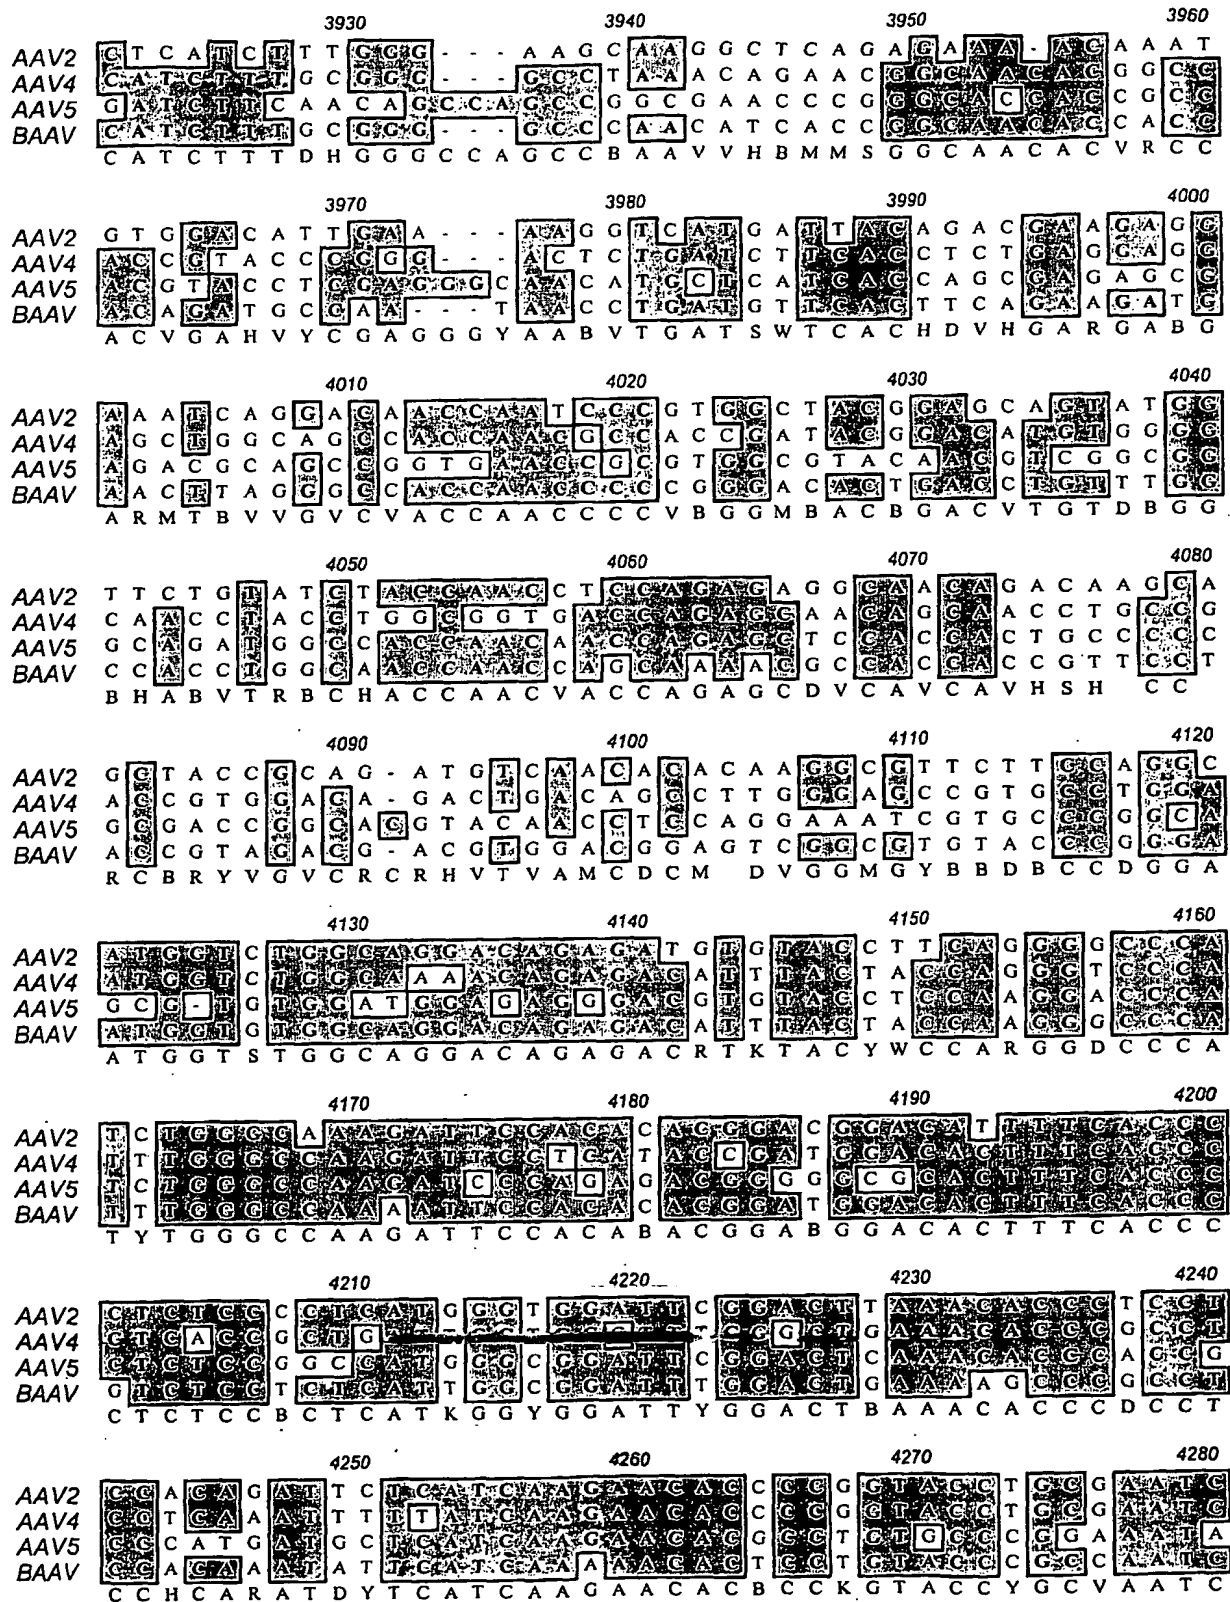 3930 3940 3950 3960
AAV2 C T C A T C T T T G G G - - - A A G C A A G G C T C A G A G A A A - A C A A A T
AAV4 C A T C T T T G C G G G - - - G C C T A A A C A G A A C G G C A A C A C G G C C
AAV5 G A T C T T C A A C A G C C A G C C G G C G A A C C C G G G C A C C A C C G C C
BAAV C A T C T T T G C G G G - - - G C C C A A C A T C A C C G G C A A C A C C A C C
C A T C T T T D H G G G C C A G C C B A A V V H B M M S G G C A A C A C V R C C
3970 3980 3990 4000
AAV2 G T G G A C A T T G A A - - - A A G G T C A T G A T T A C A G A C G A A G A G G
AAV4 A C C G T A C C C G G G - - - A C T C T G A T C T T C A C C T C T G A G G A G G
AAV5 A C G T A C C T C G A G G G C A A C A T G C T C A T C A C C A G C G A G A G C G
BAAV A C A G A T G C G A A - - - T A A C C T G A T G T T C A G T T C A G A A G A T G
A C V G A H V Y C G A G G G Y A A B V T G A T S W T C A C H D V H G A R G A B G
4010 4020 4030 4040
AAV2 A A A T C A G G A C A A C C A A T C C C G T G G C T A C G G A G C A G T A T G G
AAV4 A G C T G G C A G C C A C C A A C G C C A C C G A T A C G G A C A T G T G G G G
AAV5 A G A C G C A G C C G G T G A A C C G C G T G G C G T A C A A G G T C G G C G G
BAAV A A C T T A G G G C C A C C A A C C C C C G G G A C A C T G A C C T G T T T G G
A R M T B V V G V C V A C C A A C C C C V B G G M B A C B G A C V T G T D B G G
4050 4060 4070 4080
AAV2 T T C T G T A T C T A C C A A C C T C C A G A G A G G C A A C A G A C A A G C A
AAV4 C A A C C T A C C T G G C G G T G A C C A G A G C A A C A G C A A C C T G C C G
AAV5 G C A G A T G G C C A C C A A C A A C C A G A G C T C C A C C A C T G C C C C C
BAAV C C A C C T G G C A A C C A A C C A G C A A A A C G C C A C C A C C G T T C C T
B H A B V T R B C H A C C A A C V A C C A G A G C D V C A V C A V H S H C C
4090 4100 4110 4120
AAV2 G C T A C C G C A G - A T G T C A A C A C A C A A G G C G T T C T T C C A G G C
AAV4 A C C G T G G A C A - G A C T G A C A G C C T T G G G A G C C G T G C C T G G A
AAV5 G C G A C C G G C A C G T A C A A C C T C C A G G A A A T C G T G C C C G G C A
BAAV A C C G T A G A C G - A C G T G G A C G G A G T C G G C G T G T A C C C G G G A
R C B R Y V G V C R C R H V T V A M C D C M D V G G M G Y B B D B C C D G G A
4130 4140 4150 4160
AAV2 A T G G T C T G G C A G G A C A G A G A T G T G T A C C T T C A G G G G C C C A
AAV4 A T G G T C T G G C A A A A C A G A G A C A T T T A C T A C C A G G G T C C C A
AAV5 G C G - T G T G G A T G G A G A G G G A C G T G T A C C T C C A A G G A C C C A
BAAV A T G G T G T G G C A G G A C A G A G A C A T T T A C T A C C A A G G G C C C A
A T G G T S T G G C A G G A C A G A G A C R T K T A C Y W C C A R G G D C C C A
4170 4180 4190 4200
AAV2 T C T G G G C A A A G A T T C C A C A C A C G G A C G G A C A T T T T C A C C C
AAV4 T T T G G G C C A A G A T T C C T C A T A C C G A T G G A C A C T T T C A C C C
AAV5 T C T G G G C C A A G A T C C C A G A G A C G G G G G C G C A C T T T C A C C C
BAAV T T T G G G C C A A A A T T C C A C A C A C G G A T G G A C A C T T T C A C C C
T Y T G G G C C A A G A T T C C A C A B A C G G A B G G A C A C T T T C A C C C
4210 4220 4230 4240
AAV2 C T C T C C C C T C A T G G G T G G A T T C G G A C T T A A A C A C C C T C C T
AAV5 C T C T C C G G C C A T G G G C G G A T T C G G A C T C A A A C A C C C A C C G
BAAV G T C T C C T C T C A T T G G C G G A T T T G G A C T G A A A A G C C C G C C T
C T C T C C B C T C A T K G G Y G G A T T Y G G A C T B A A A C A C C C D C C T
4250 4260 4270 4280
AAV2 C C A C A G A T T C T C A T C A A G A A C A C C C C G G T A C C T G C G A A T C
AAV4 C C T C A A A T T T T T A T C A A G A A C A C C C C G G T A C C T G C G A A T C
AAV5 C C C A T G A T G C T C A T C A A G A A C A C G C C T G T G C C C G G A A A T A
BAAV C C A C A A A T A T T C A T C A A A A A C A C T C C T G T A C C C G C C A A T C
C C H C A R A T D Y T C A T C A A G A A C A C B C C K G T A C C Y G C V A A T C